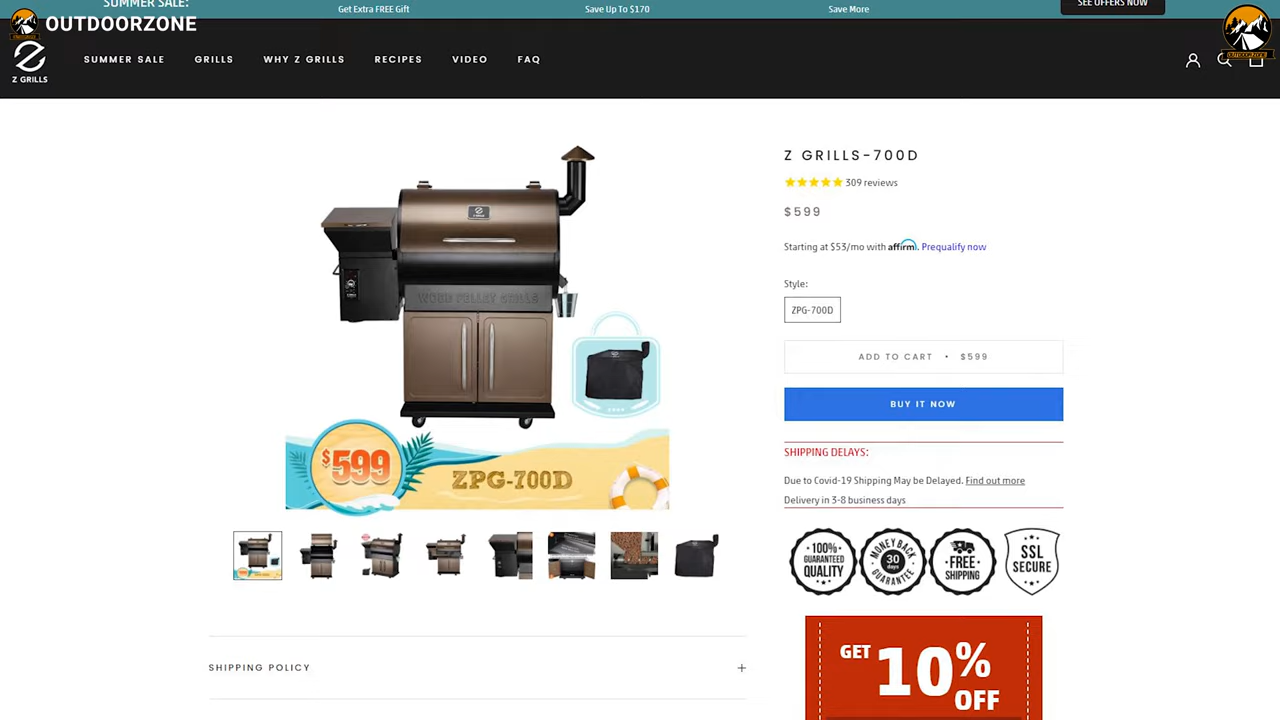 SUMMER SALE:
Get Extra FREE Gift
Save Up To $170
Save More
SEE OFFERS NOW
OUTDOORZONE
OUTDOORZONE
Z GRILLS
SUMMER SALE
GRILLS
WHY Z GRILLS
RECIPES
VIDEO
FAQ
WOOD PELLET GRILLS
$599
ZPG-700D
SHIPPING POLICY
+
Z GRILLS-700D
309 reviews
$599
Starting at $53/mo with affirm. Prequalify now
Style:
ZPG-700D
ADD TO CART • $599
BUY IT NOW
SHIPPING DELAYS:
Due to Covid-19 Shipping May be Delayed. Find out more
Delivery in 3-8 business days
100%
GUARANTEED
QUALITY
MONEY BACK
30
days
GUARANTEE
FREE
SHIPPING
SSL
SECURE
GET 10% OFF